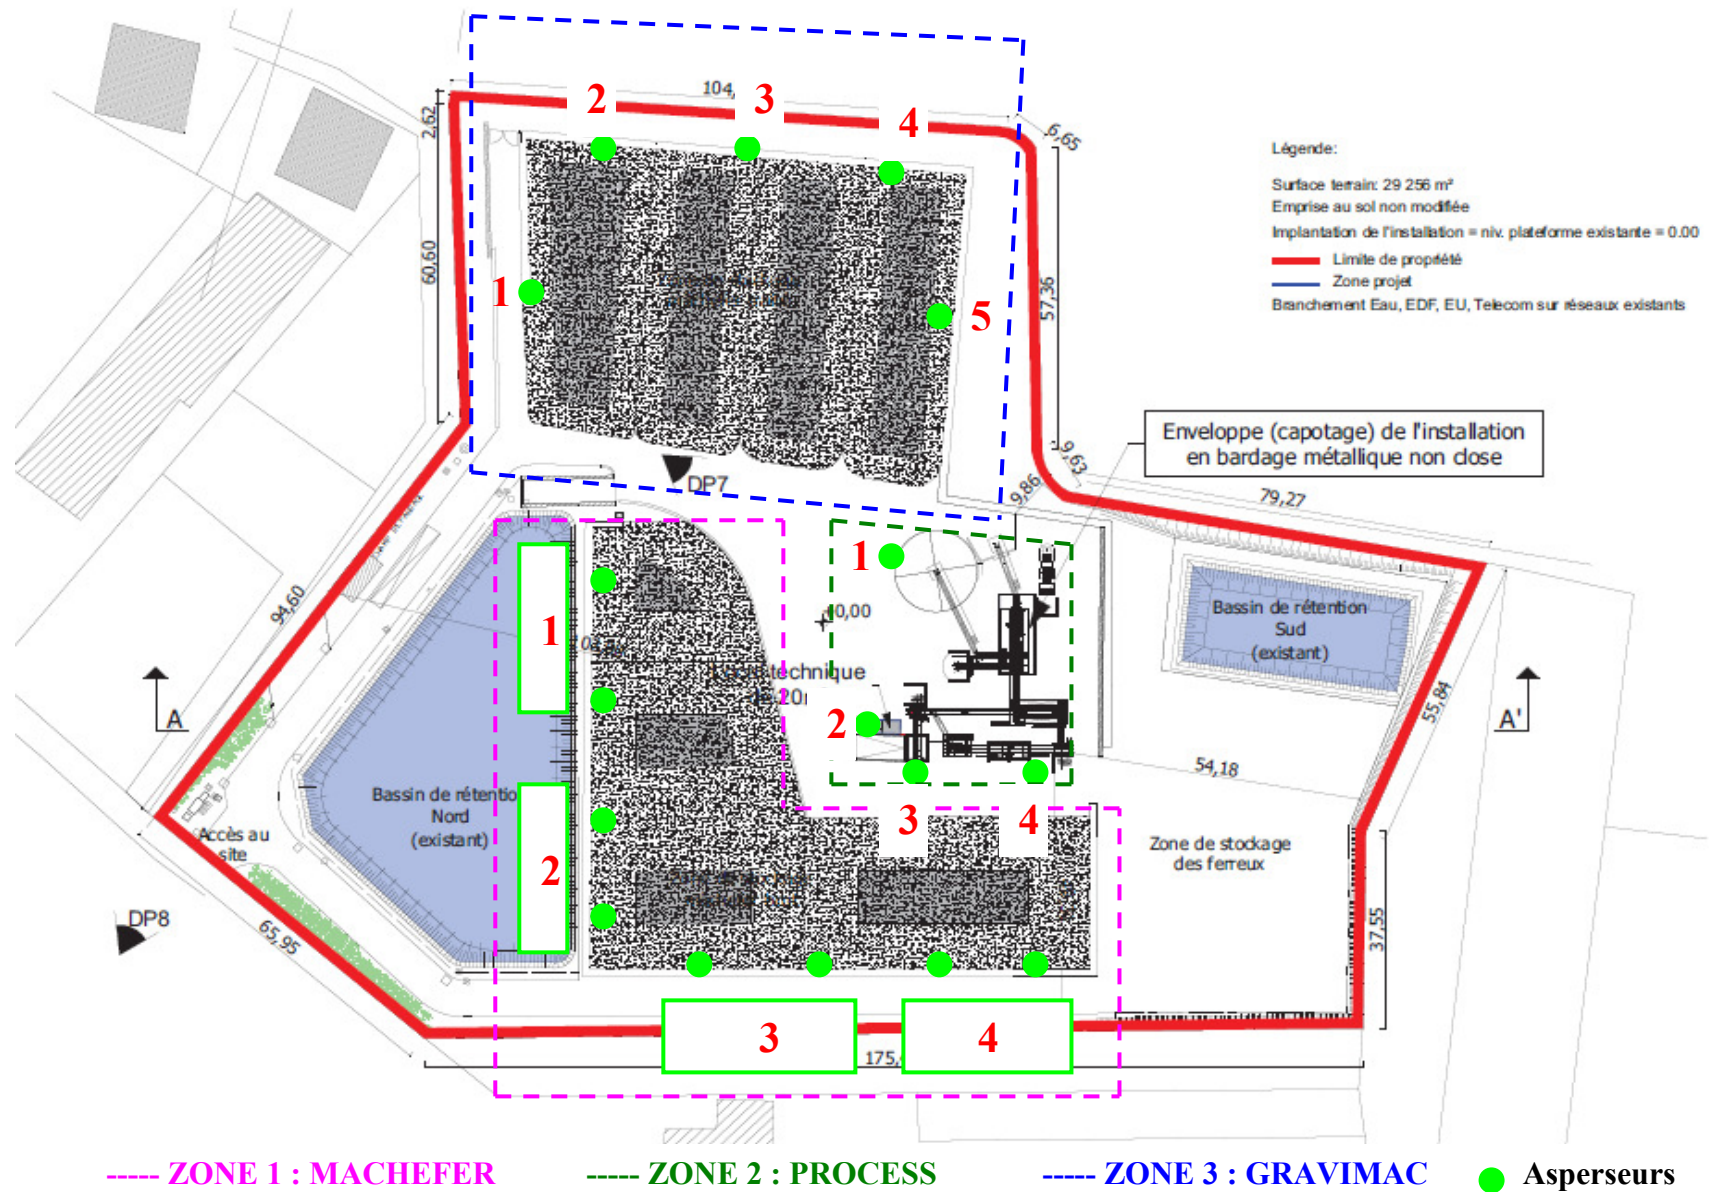 104,
2
3
4
2,62
6,65
Légende:
Surface terrain: 29 256 m²
Emprise au sol non modifiée
Implantation de l'installation = niv. plateforme existante = 0.00
Limite de propriété
Zone projet
Branchement Eau, EDF, EU, Telecom sur réseaux existants
60,60
1
5
57,36
Enveloppe (capotage) de l'installation
en bardage métallique non close
9,63
9,86
79,27
DP7
1
94,60
1
0,00
Bassin de rétention
Sud
(existant)
technique
2
A
A'
55,84
54,18
Bassin de rétentio
Nord
(existant)
Accès au
site
2
3
4
Zone de stockage
des ferreux
DP8
65,95
37,55
3
4
175,
----- ZONE 1 : MACHEFER
----- ZONE 2 : PROCESS
----- ZONE 3 : GRAVIMAC
Asperseurs